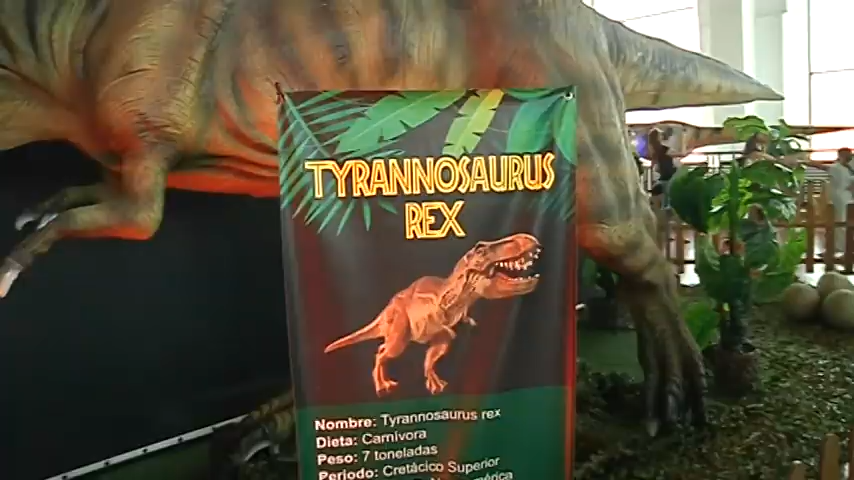 TYRANNOSAURUS
REX
Nombre: Tyrannosaurus rex
Dieta: Carnívora
Peso: 7 toneladas
Periodo: Cretácico Superior